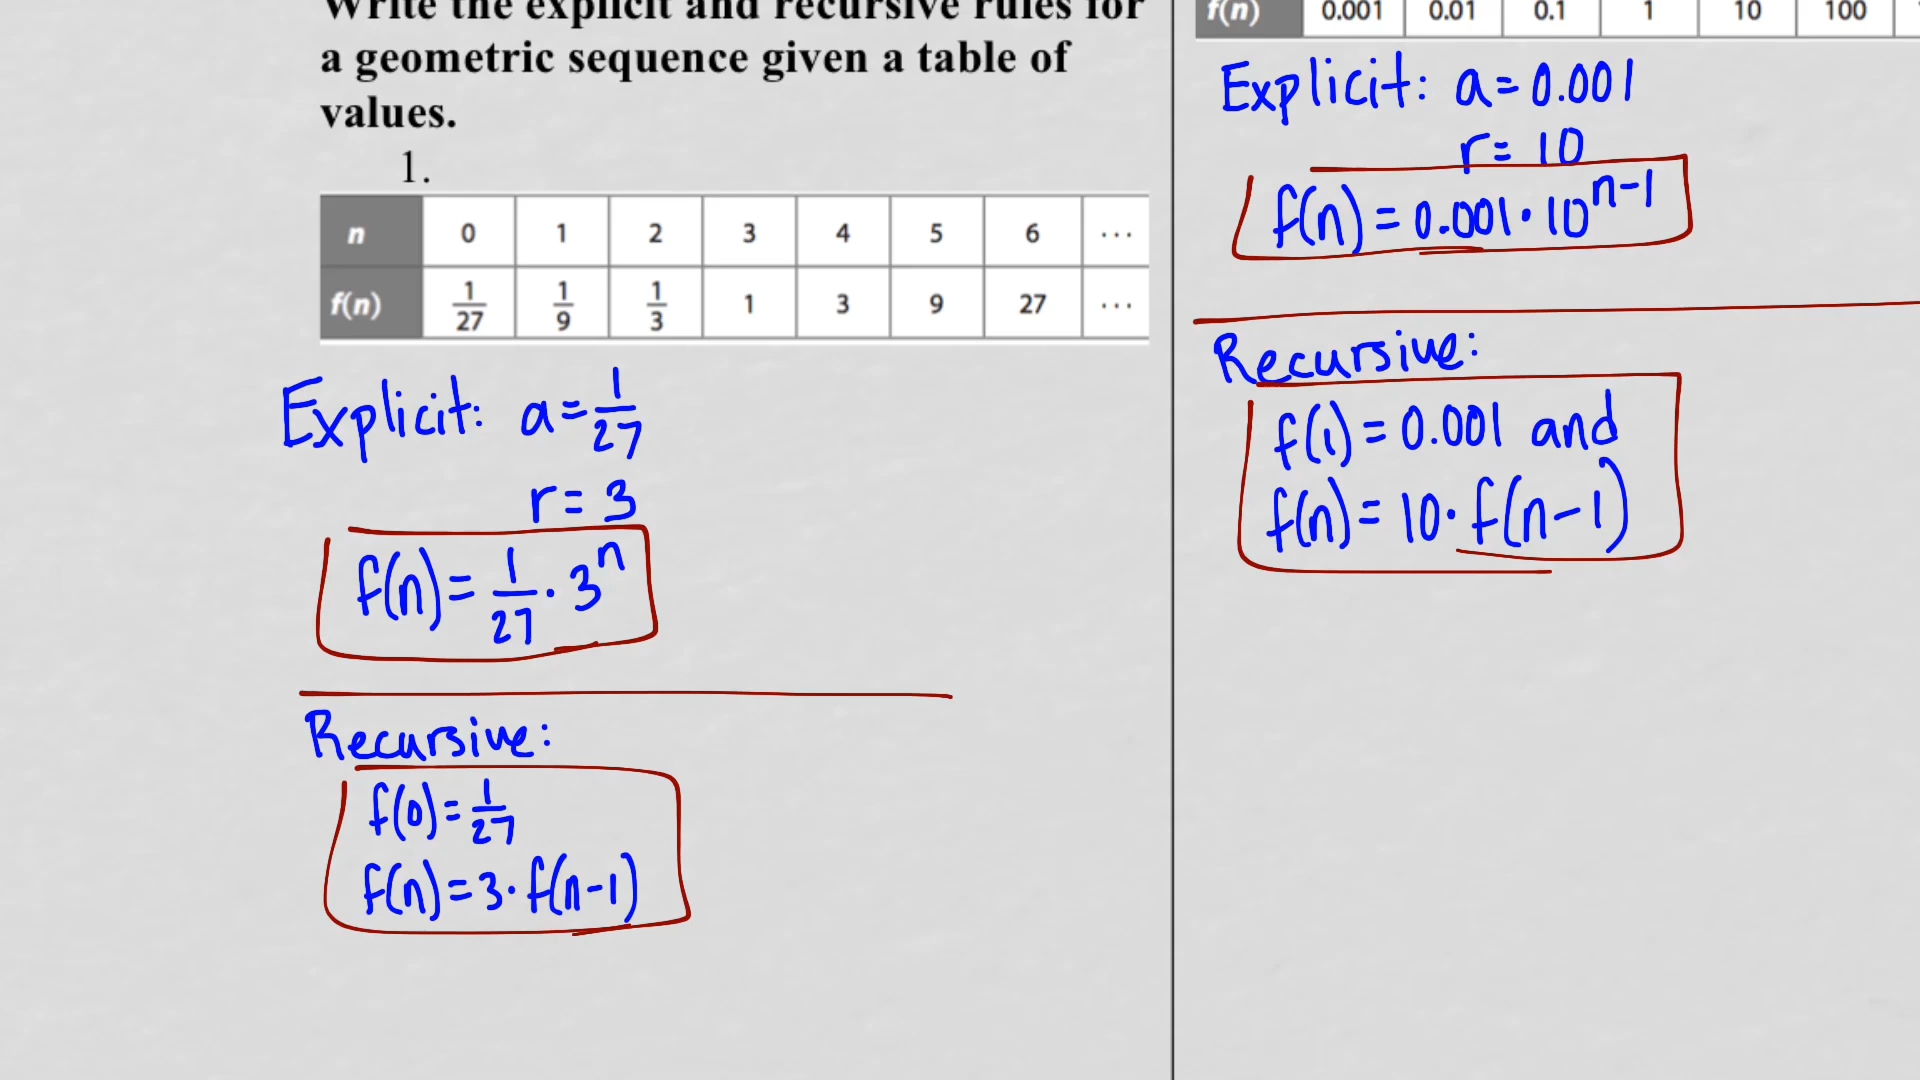 Write the explicit and recursive rules for
a geometric sequence given a table of
values.
1.
n 0 1 2 3 4 5 6 ...
f(n) 1/27 1/9 1/3 1 3 9 27 ...
Explicit: a = 1/27
r = 3
f(n) = 1/27 · 3^n
Recursive:
f(0) = 1/27
f(n) = 3 · f(n-1)
f(n) 0.001 0.01 0.1 1 10 100
Explicit: a = 0.001
r = 10
f(n) = 0.001 · 10^(n-1)
Recursive:
f(1) = 0.001 and
f(n) = 10 · f(n-1)